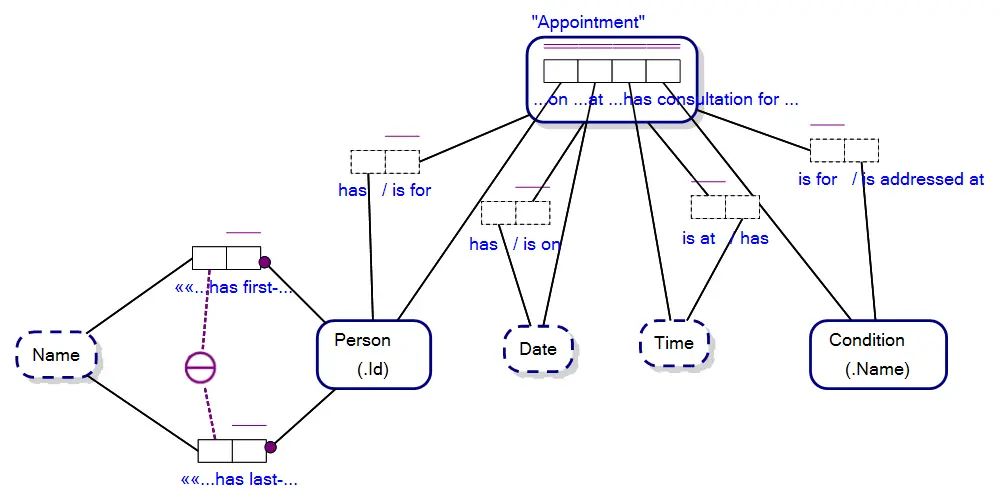 "Appointment"
...on ...at ...has consultation for ...
has / is for
is for / is addressed at
has / is on
is at / has
««...has first-...
Name
Person
(.Id)
Date
Time
Condition
(.Name)
««...has last-...